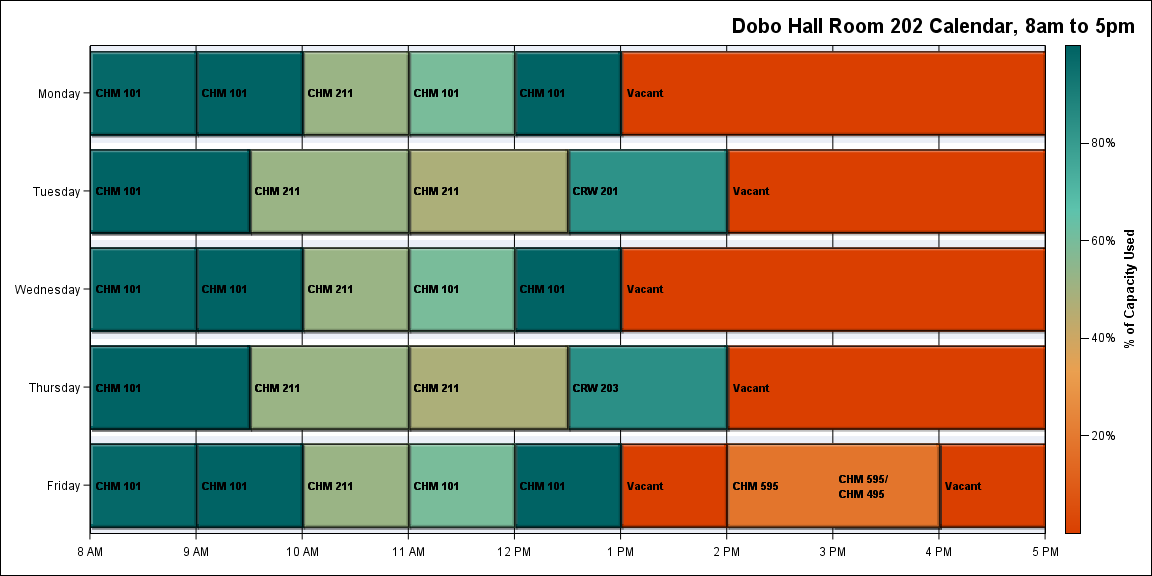 Dobo Hall Room 202 Calendar, 8am to 5pm
Monday
CHM 101
CHM 101
CHM 211
CHM 101
CHM 101
Vacant
Tuesday
CHM 101
CHM 211
CHM 211
CRW 201
Vacant
Wednesday
CHM 101
CHM 101
CHM 211
CHM 101
CHM 101
Vacant
Thursday
CHM 101
CHM 211
CHM 211
CRW 203
Vacant
Friday
CHM 101
CHM 101
CHM 211
CHM 101
CHM 101
Vacant
CHM 595
CHM 595/
CHM 495
Vacant
8 AM
9 AM
10 AM
11 AM
12 PM
1 PM
2 PM
3 PM
4 PM
5 PM
80%
60%
40%
20%
% of Capacity Used